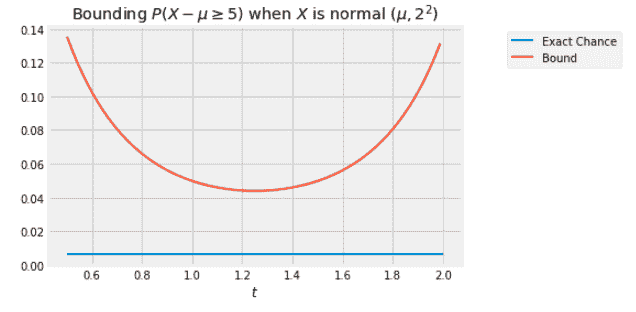 Bounding P(X − μ ≥ 5) when X is normal (μ, 2²)
0.14
0.12
0.10
0.08
0.06
0.04
0.02
0.00
0.6 0.8 1.0 1.2 1.4 1.6 1.8 2.0
t
Exact Chance
Bound